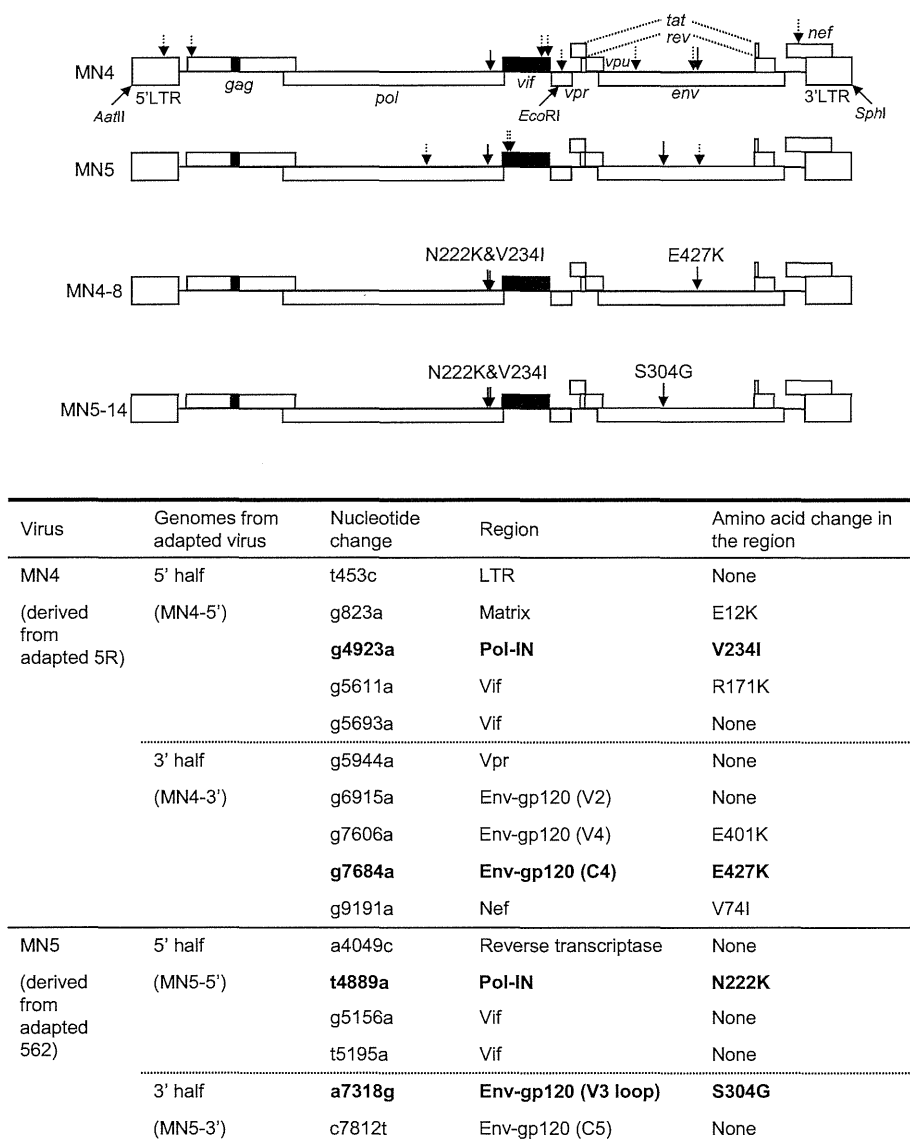 tat
rev
nef
MN4
vpu
5'LTR
gag
pol
vif
vpr
env
3'LTR
AatII
EcoRI
SphI
MN5
N222K&V234I
E427K
MN4-8
N222K&V234I
S304G
MN5-14
Virus Genomes from adapted virus Nucleotide change Region Amino acid change in the region
MN4 5' half t453c LTR None
(derived from adapted 5R) (MN4-5') g823a Matrix E12K
g4923a Pol-IN V234I
g5611a Vif R171K
g5693a Vif None
3' half g5944a Vpr None
(MN4-3') g6915a Env-gp120 (V2) None
g7606a Env-gp120 (V4) E401K
g7684a Env-gp120 (C4) E427K
g9191a Nef V74I
MN5 5' half a4049c Reverse transcriptase None
(derived from adapted 562) (MN5-5') t4889a Pol-IN N222K
g5156a Vif None
t5195a Vif None
3' half a7318g Env-gp120 (V3 loop) S304G
(MN5-3') c7812t Env-gp120 (C5) None